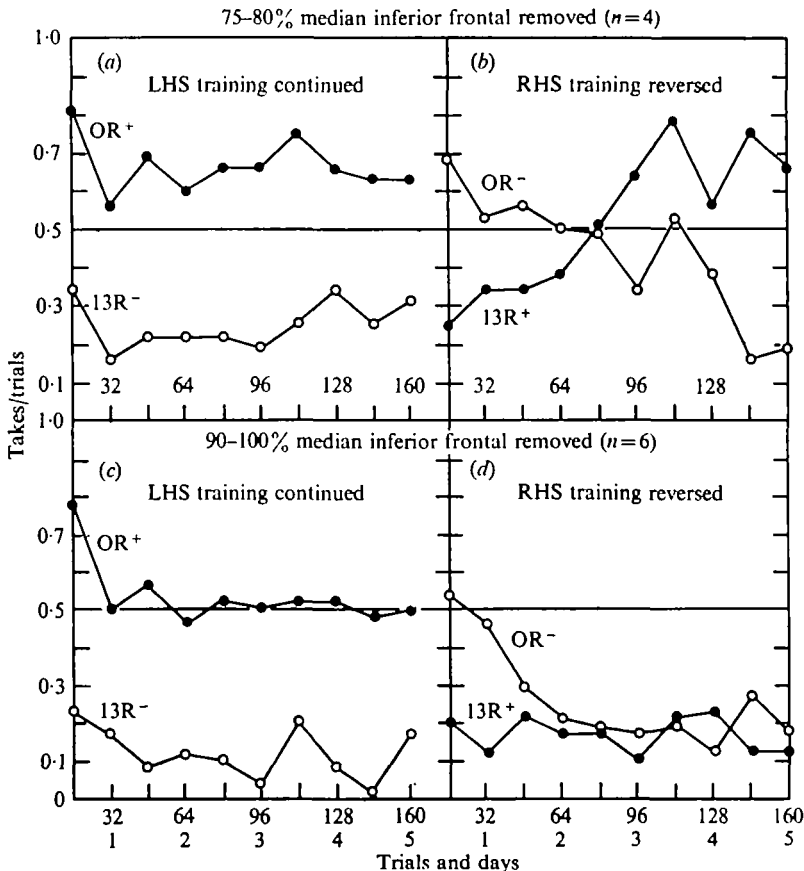 75–80% median inferior frontal removed (n=4)
1·0
(a)
(b)
LHS training continued
RHS training reversed
OR⁺
0·7
OR⁻
0·5
0·3
13R⁻
13R⁺
0·1
32 64 96 128 160
32 64 96 128
Takes/trials
1·0
90–100% median inferior frontal removed (n=6)
(c)
(d)
LHS training continued
RHS training reversed
0·7
OR⁺
0·5
OR⁻
0·3
13R⁻
13R⁺
0·1
0
32 64 96 128 160 32 64 96 128 160
1 2 3 4 5 1 2 3 4 5
Trials and days